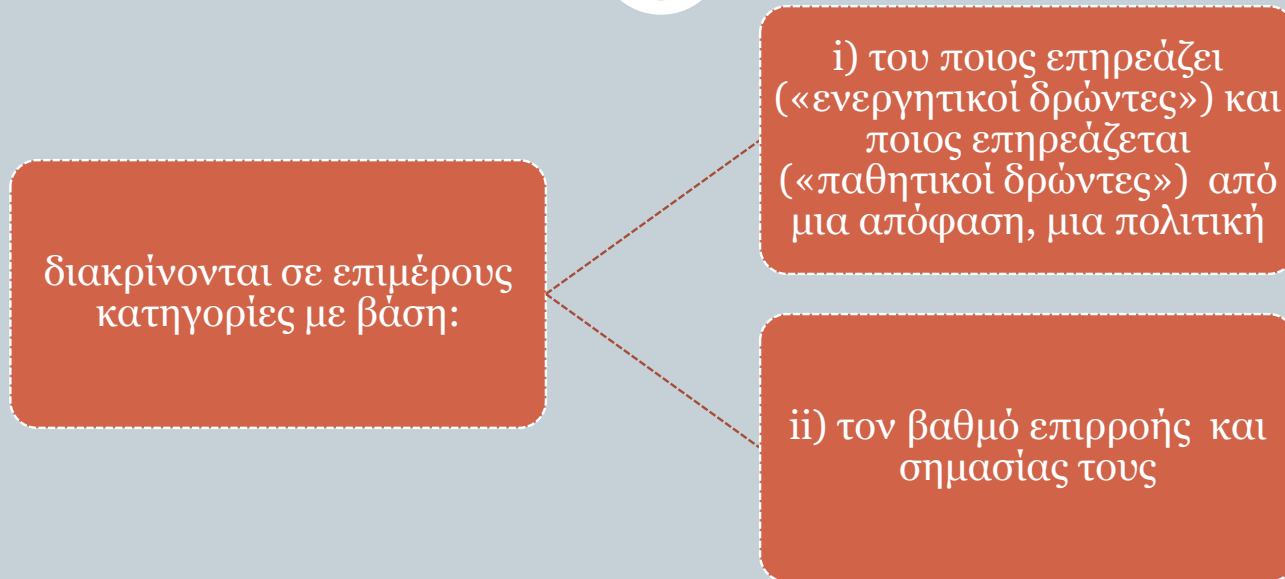 i) του ποιος επηρεάζει
(«ενεργητικοί δρώντες») και
ποιος επηρεάζεται
(«παθητικοί δρώντες») από
μια απόφαση, μια πολιτική
διακρίνονται σε επιμέρους
κατηγορίες με βάση:
ii) τον βαθμό επιρροής και
σημασίας τους